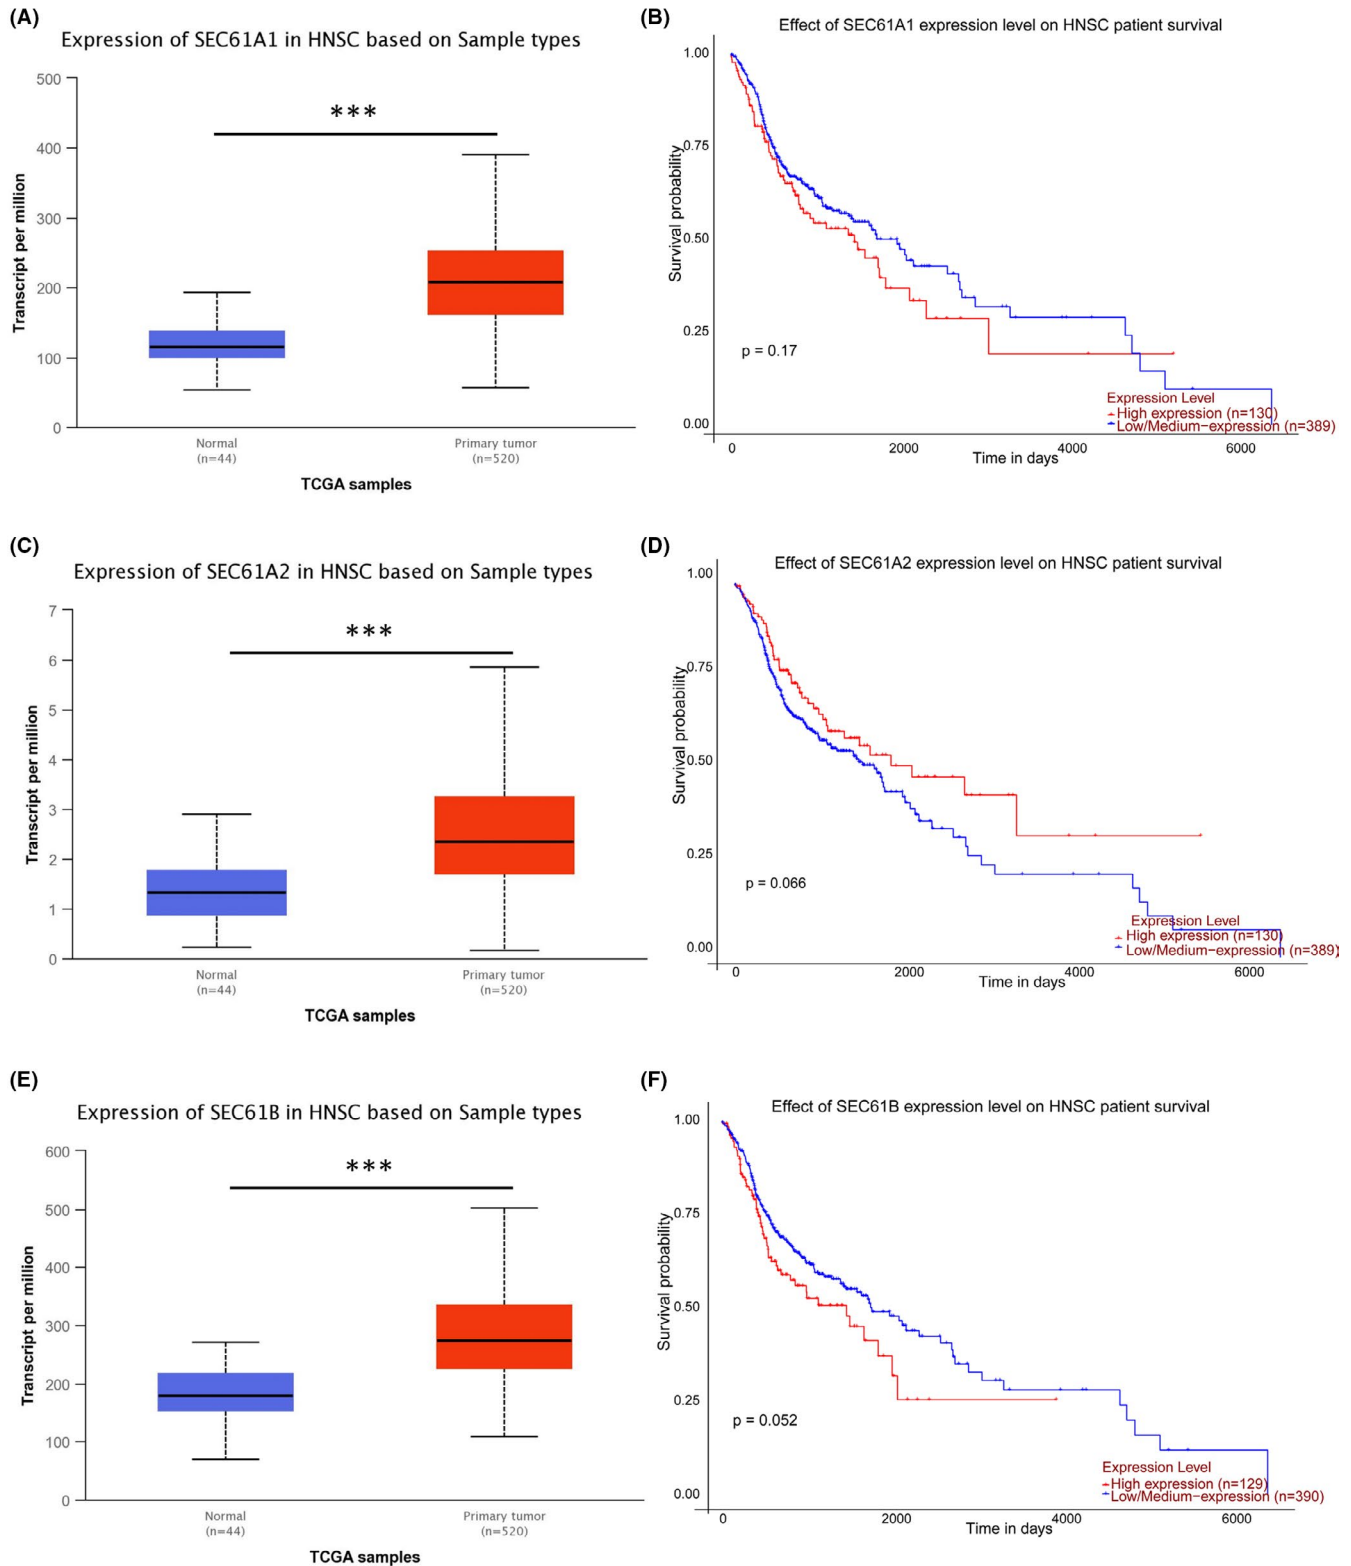 (A)
Expression of SEC61A1 in HNSC based on Sample types
500
400
300
200
100
0
Transcript per million
***
Normal
(n=44)
Primary tumor
(n=520)
TCGA samples
(B)
Effect of SEC61A1 expression level on HNSC patient survival
1.00
0.75
0.50
0.25
0.00
Survival probability
p = 0.17
Expression Level
High expression (n=130)
Low/Medium-expression (n=389)
0
2000
4000
6000
Time in days
(C)
Expression of SEC61A2 in HNSC based on Sample types
7
6
5
4
3
2
1
0
Transcript per million
***
Normal
(n=44)
Primary tumor
(n=520)
TCGA samples
(D)
Effect of SEC61A2 expression level on HNSC patient survival
1.00
0.75
0.50
0.25
0.00
Survival probability
p = 0.066
Expression Level
High expression (n=130)
Low/Medium-expression (n=389)
0
2000
4000
6000
Time in days
(E)
Expression of SEC61B in HNSC based on Sample types
600
500
400
300
200
100
0
Transcript per million
***
Normal
(n=44)
Primary tumor
(n=520)
TCGA samples
(F)
Effect of SEC61B expression level on HNSC patient survival
1.00
0.75
0.50
0.25
0.00
Survival probability
p = 0.052
Expression Level
High expression (n=129)
Low/Medium-expression (n=390)
0
2000
4000
6000
Time in days